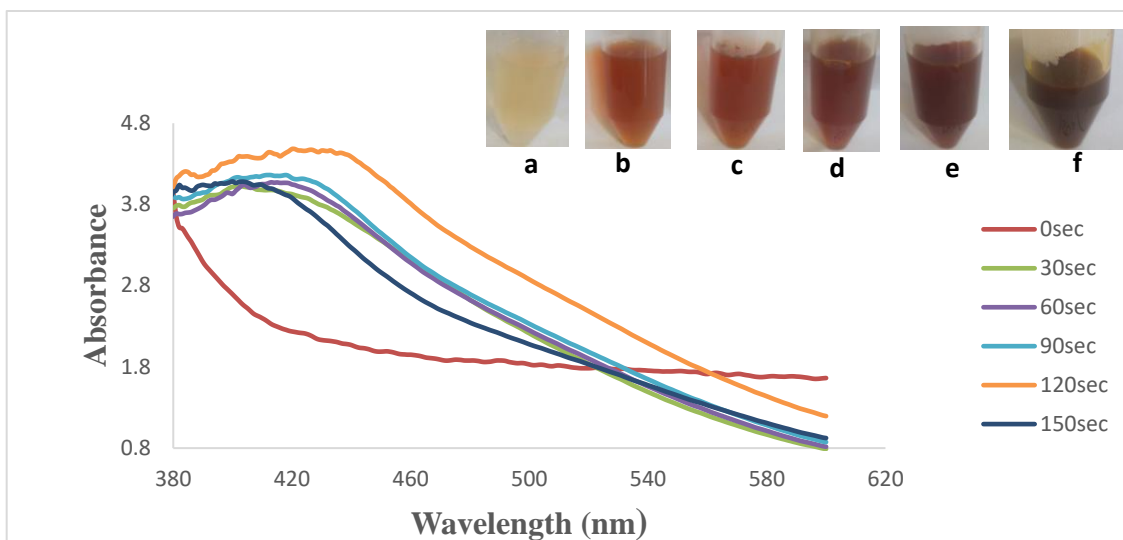 a b c d e f
4.8
3.8
2.8
1.8
0.8
Absorbance
380 420 460 500 540 580 620
Wavelength (nm)
0sec
30sec
60sec
90sec
120sec
150sec